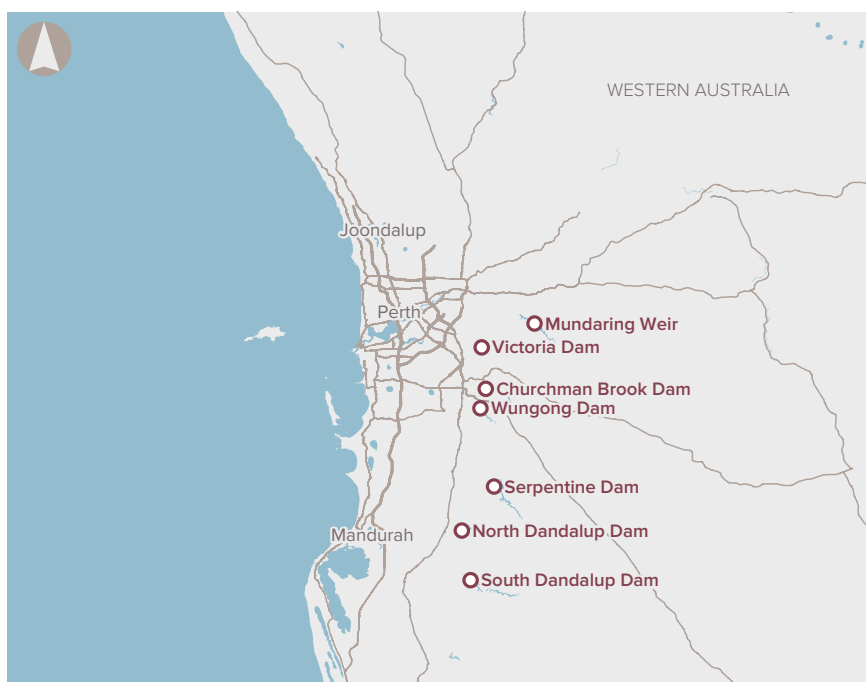 WESTERN AUSTRALIA
Joondalup
Perth
Mundaring Weir
Victoria Dam
Churchman Brook Dam
Wungong Dam
Serpentine Dam
North Dandalup Dam
Mandurah
South Dandalup Dam